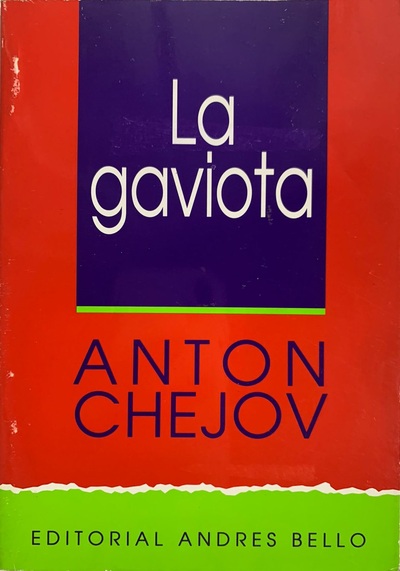 La
gaviota
ANTON
CHEJOV
EDITORIAL ANDRES BELLO